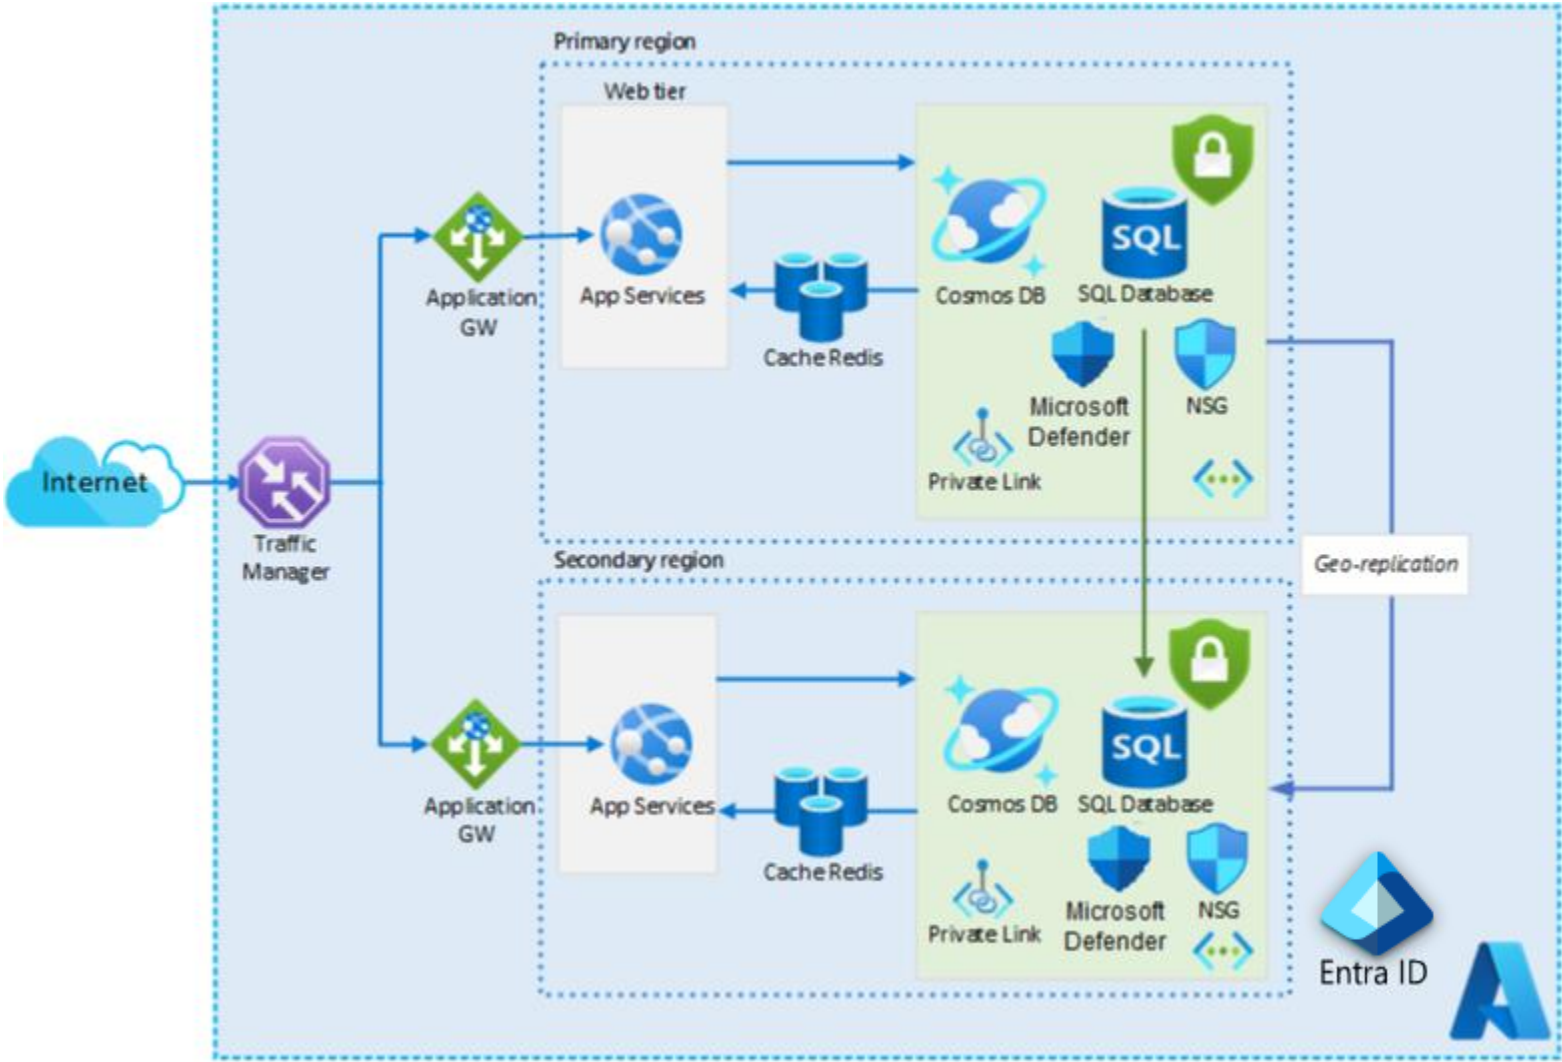 Primary region
Web tier
SQL
Application
GW
App Services
Cosmos DB
SQL Database
Cache Redis
Microsoft
Defender
NSG
Private Link
Internet
Traffic
Manager
Secondary region
Geo-replication
SQL
Application
GW
App Services
Cosmos DB
SQL Database
Cache Redis
Microsoft
Defender
NSG
Private Link
Entra ID